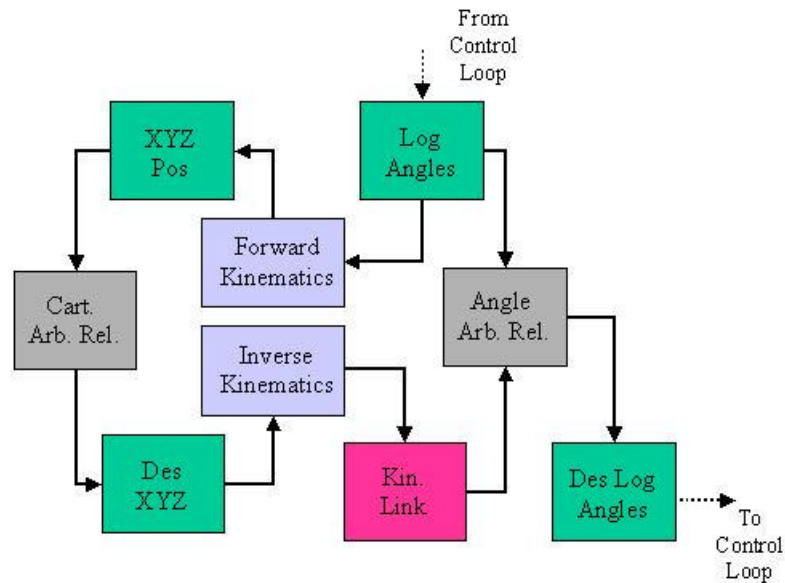 From
Control
Loop
XYZ
Pos
Log
Angles
Forward
Kinematics
Cart.
Arb. Rel.
Angle
Arb. Rel.
Inverse
Kinematics
Des
XYZ
Kin.
Link
Des Log
Angles
To
Control
Loop